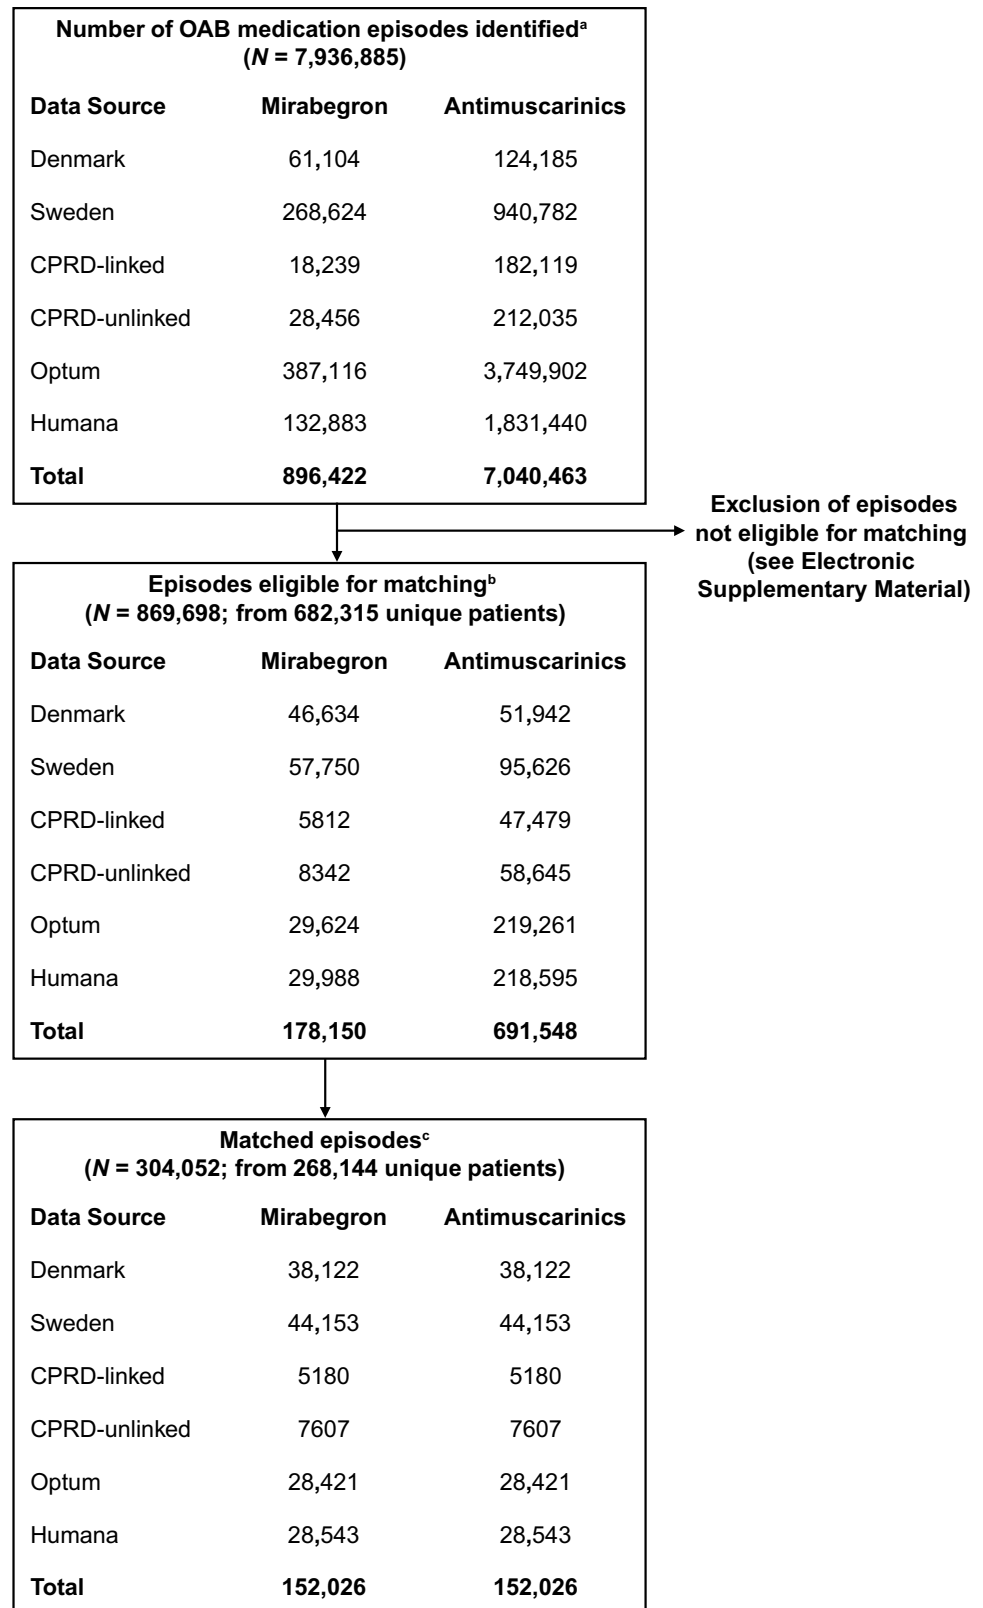 Number of OAB medication episodes identifiedᵃ
(N = 7,936,885)
Data Source Mirabegron Antimuscarinics
Denmark 61,104 124,185
Sweden 268,624 940,782
CPRD-linked 18,239 182,119
CPRD-unlinked 28,456 212,035
Optum 387,116 3,749,902
Humana 132,883 1,831,440
Total 896,422 7,040,463
Exclusion of episodes
not eligible for matching
(see Electronic
Supplementary Material)
Episodes eligible for matchingᵇ
(N = 869,698; from 682,315 unique patients)
Data Source Mirabegron Antimuscarinics
Denmark 46,634 51,942
Sweden 57,750 95,626
CPRD-linked 5812 47,479
CPRD-unlinked 8342 58,645
Optum 29,624 219,261
Humana 29,988 218,595
Total 178,150 691,548
Matched episodesᶜ
(N = 304,052; from 268,144 unique patients)
Data Source Mirabegron Antimuscarinics
Denmark 38,122 38,122
Sweden 44,153 44,153
CPRD-linked 5180 5180
CPRD-unlinked 7607 7607
Optum 28,421 28,421
Humana 28,543 28,543
Total 152,026 152,026